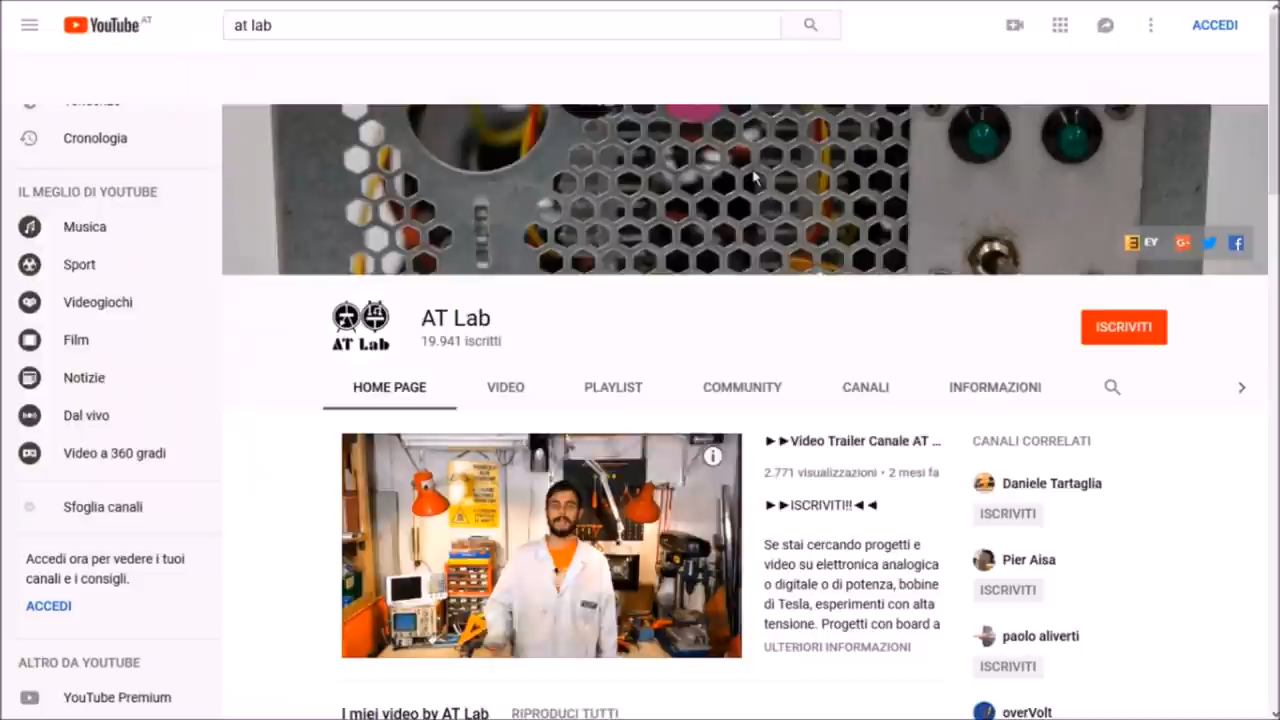 YouTube AT
at lab
ACCEDI
Cronologia
IL MEGLIO DI YOUTUBE
Musica
Sport
Videogiochi
Film
Notizie
Dal vivo
Video a 360 gradi
Sfoglia canali
Accedi ora per vedere i tuoi
canali e i consigli.
ACCEDI
ALTRO DA YOUTUBE
YouTube Premium
EY
G+
AT Lab
AT Lab
19.941 iscritti
ISCRIVITI
HOME PAGE
VIDEO
PLAYLIST
COMMUNITY
CANALI
INFORMAZIONI
►►Video Trailer Canale AT ...
2.771 visualizzazioni • 2 mesi fa
►►ISCRIVITI!!◄◄
Se stai cercando progetti e
video su elettronica analogica
o digitale o di potenza, bobine
di Tesla, esperimenti con alta
tensione. Progetti con board a
ULTERIORI INFORMAZIONI
CANALI CORRELATI
Daniele Tartaglia
ISCRIVITI
Pier Aisa
ISCRIVITI
paolo aliverti
ISCRIVITI
overVolt
I miei video by AT Lab
RIPRODUCI TUTTI